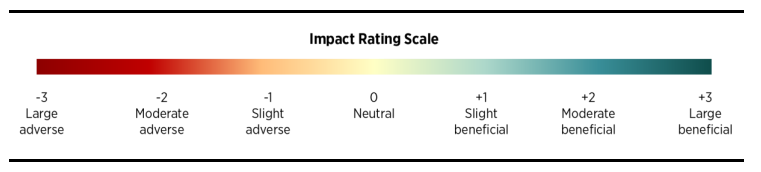 Impact Rating Scale
-3 -2 -1 0 +1 +2 +3
Large Moderate Slight Neutral Slight Moderate Large
adverse adverse adverse beneficial beneficial beneficial